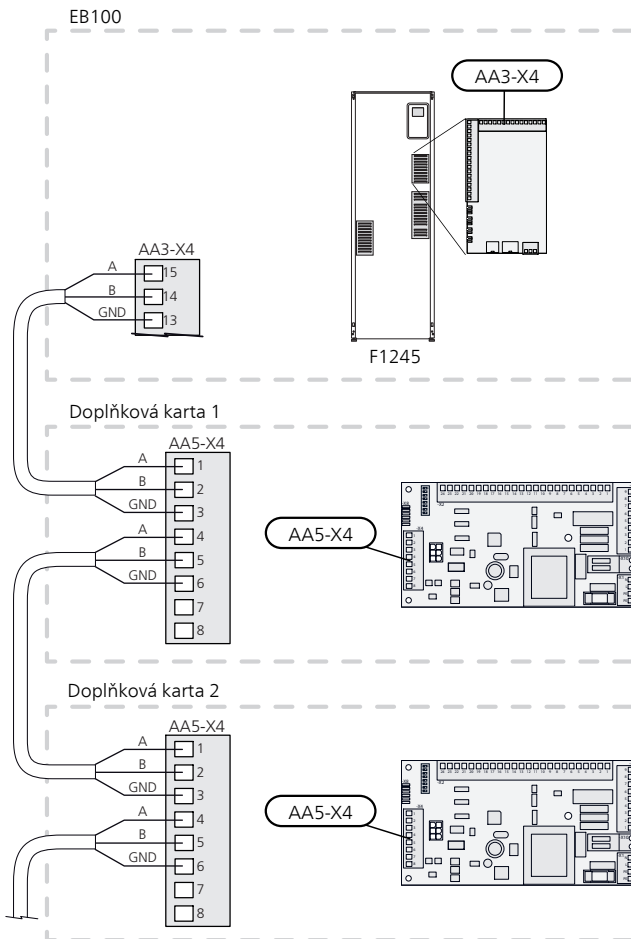 EB100
AA3-X4
F1245
AA3-X4
A 15
B 14
GND 13
Doplňková karta 1
AA5-X4
A 1
B 2
GND 3
A 4
B 5
GND 6
7
8
AA5-X4
Doplňková karta 2
AA5-X4
A 1
B 2
GND 3
A 4
B 5
GND 6
7
8
AA5-X4